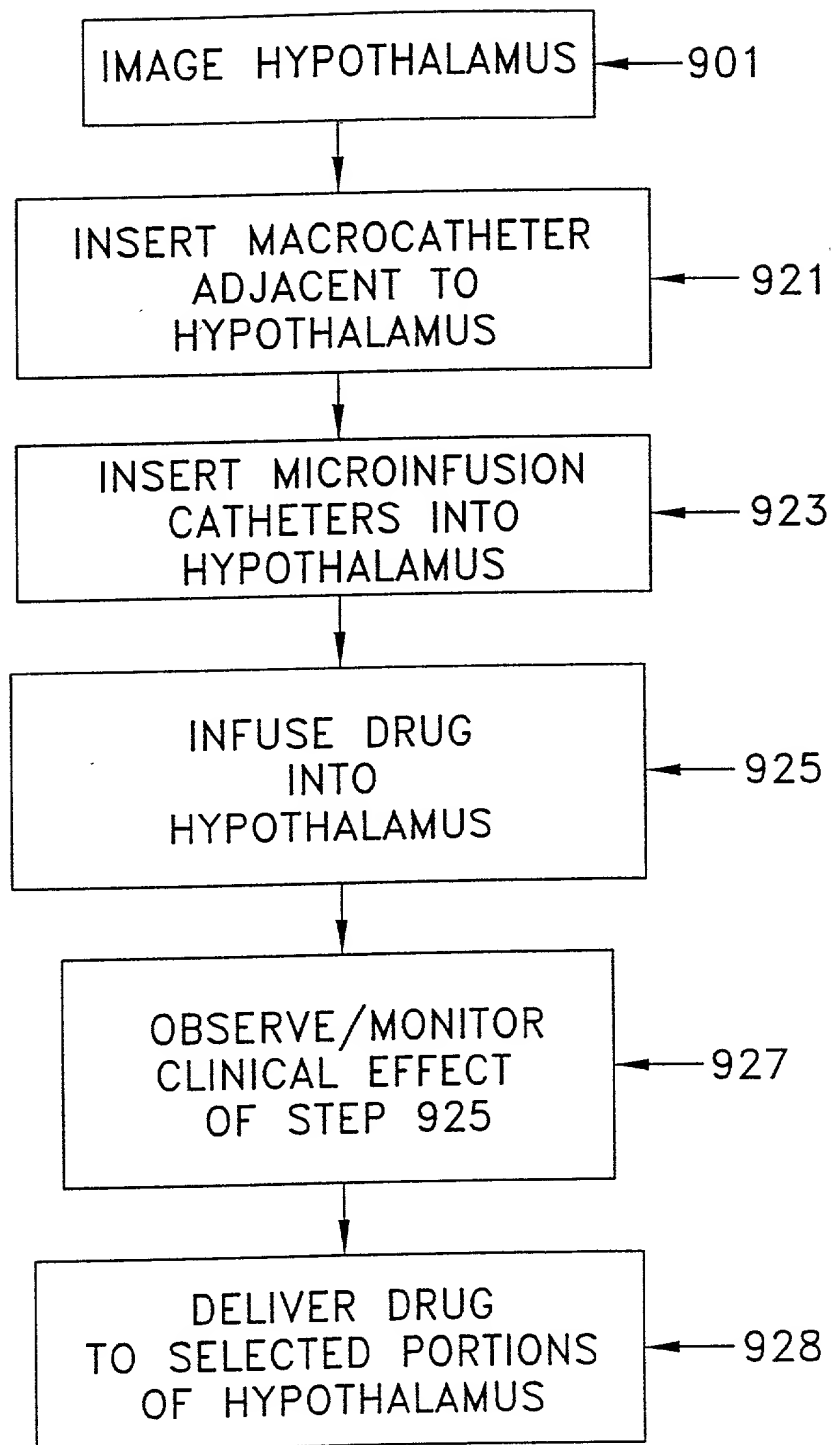 IMAGE HYPOTHALAMUS 901
INSERT MACROCATHETER
ADJACENT TO 921
HYPOTHALAMUS
INSERT MICROINFUSION
CATHETERS INTO 923
HYPOTHALAMUS
INFUSE DRUG
INTO 925
HYPOTHALAMUS
OBSERVE/MONITOR
CLINICAL EFFECT 927
OF STEP 925
DELIVER DRUG
TO SELECTED PORTIONS 928
OF HYPOTHALAMUS